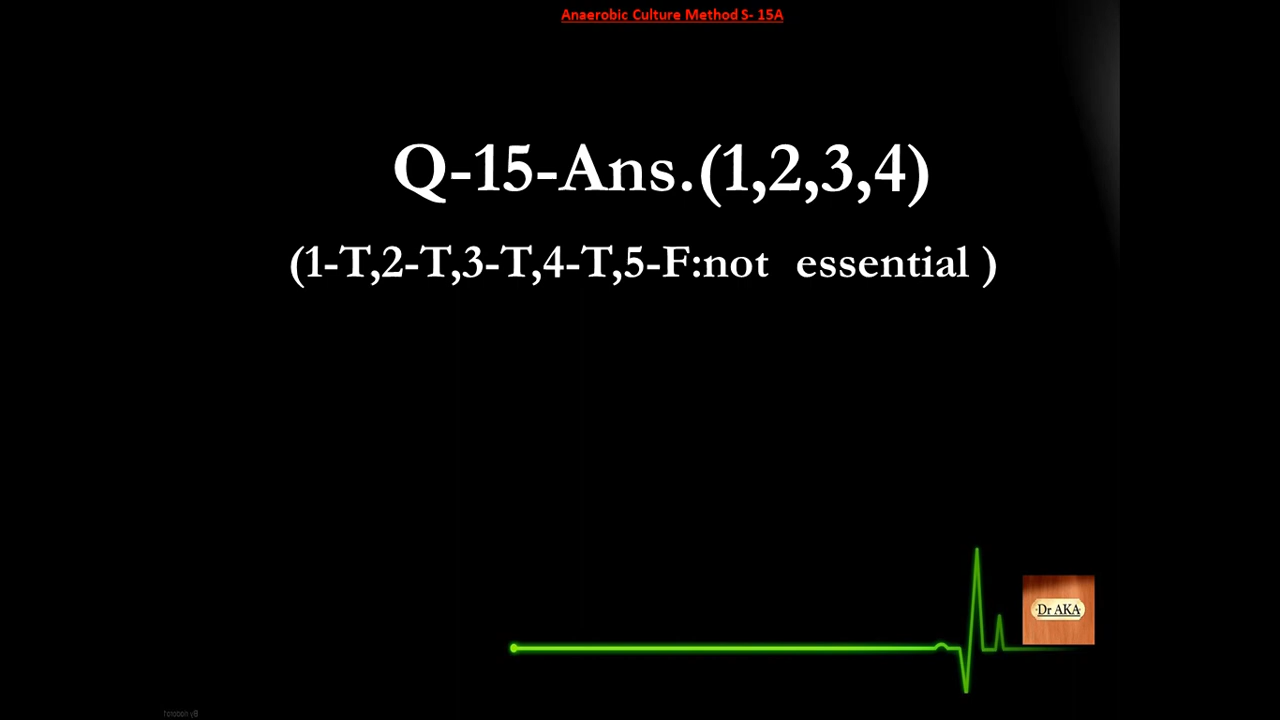 Anaerobic Culture Method S- 15A
Q-15-Ans.(1,2,3,4)
(1-T,2-T,3-T,4-T,5-F:not essential )
Dr AKA